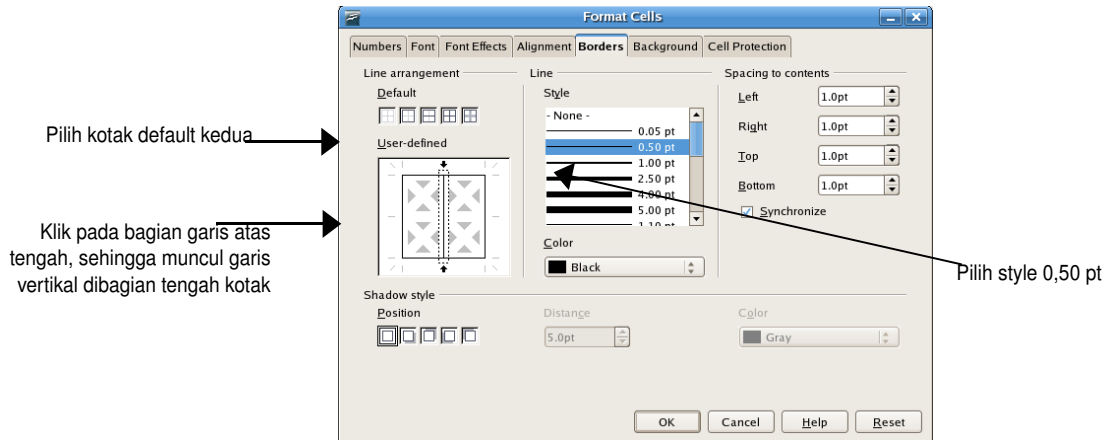 Format Cells
Numbers Font Font Effects Alignment Borders Background Cell Protection
Line arrangement
Default
User-defined
Line
Style
- None -
0.05 pt
0.50 pt
1.00 pt
2.50 pt
4.00 pt
5.00 pt
1.10 pt
Color
Black
Spacing to contents
Left 1.0pt
Right 1.0pt
Top 1.0pt
Bottom 1.0pt
Synchronize
Shadow style
Position
Distance
5.0pt
Color
Gray
OK Cancel Help Reset
Pilih kotak default kedua
Klik pada bagian garis atas
tengah, sehingga muncul garis
vertikal dibagian tengah kotak
Pilih style 0,50 pt